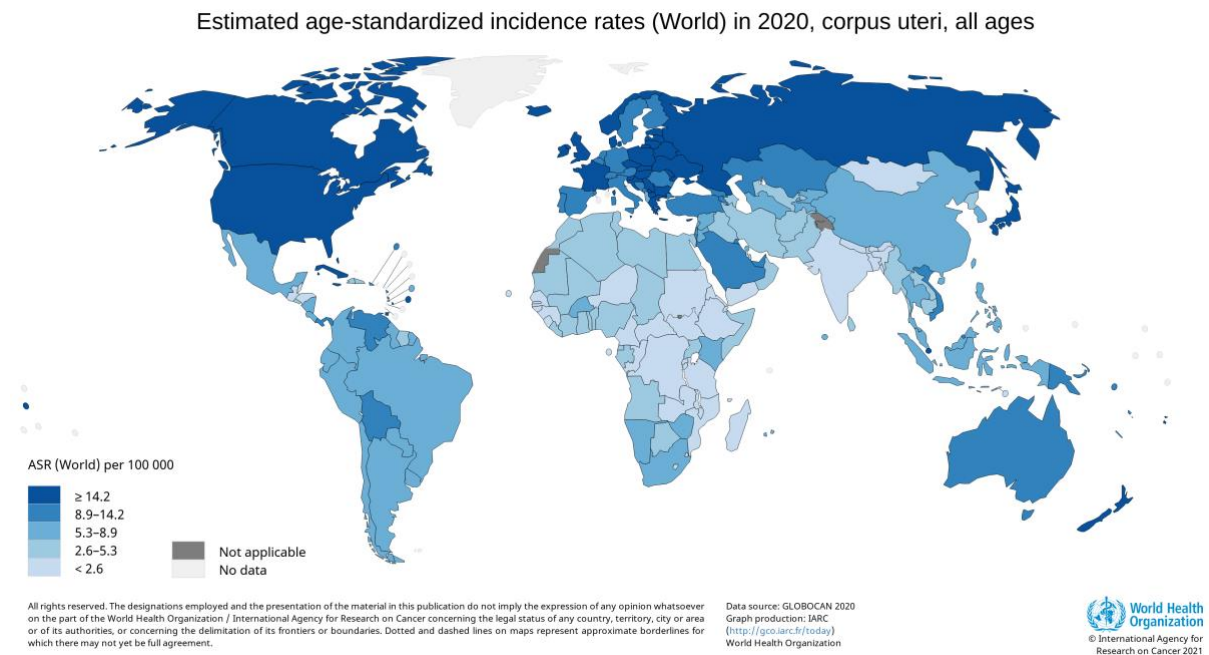 Estimated age-standardized incidence rates (World) in 2020, corpus uteri, all ages
ASR (World) per 100 000
≥ 14.2
8.9–14.2
5.3–8.9
2.6–5.3
< 2.6
Not applicable
No data
All rights reserved. The designations employed and the presentation of the material in this publication do not imply the expression of any opinion whatsoever
on the part of the World Health Organization / International Agency for Research on Cancer concerning the legal status of any country, territory, city or area
or of its authorities, or concerning the delimitation of its frontiers or boundaries. Dotted and dashed lines on maps represent approximate borderlines for
which there may not yet be full agreement.
Data source: GLOBOCAN 2020
Graph production: IARC
(http://gco.iarc.fr/today)
World Health Organization
World Health
Organization
© International Agency for
Research on Cancer 2021